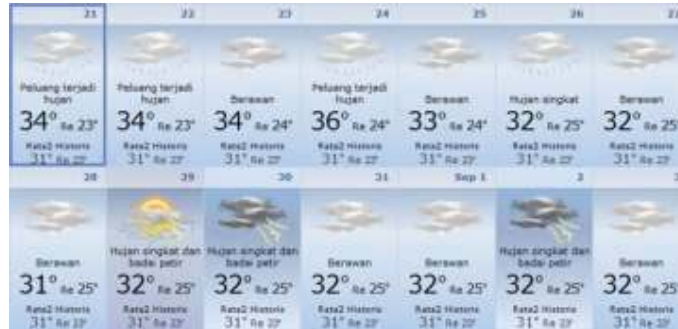 21 22 23 24 25 26 27
Peluang terjadi hujan Peluang terjadi hujan Berawan Peluang terjadi hujan Berawan Hujan singkat Berawan
34° Re 23° 34° Re 23° 34° Re 24° 36° Re 24° 33° Re 24° 32° Re 25° 32° Re 25°
Rata2 Historis Rata2 Historis Rata2 Historis Rata2 Historis Rata2 Historis Rata2 Historis Rata2 Historis
31° Re 23° 31° Re 23° 31° Re 23° 31° Re 23° 31° Re 23° 31° Re 23° 31° Re 23°
28 29 30 31 Sep 1 2
Berawan Hujan singkat dan badai petir Hujan singkat dan badai petir Berawan Berawan Hujan singkat dan badai petir Berawan
31° Re 25° 32° Re 25° 32° Re 25° 32° Re 25° 32° Re 25° 32° Re 25° 32° Re 25°
Rata2 Historis Rata2 Historis Rata2 Historis Rata2 Historis Rata2 Historis Rata2 Historis Rata2 Historis
31° Re 23° 31° Re 23° 31° Re 23° 31° Re 23° 31° Re 23° 31° Re 23° 31° Re 23°